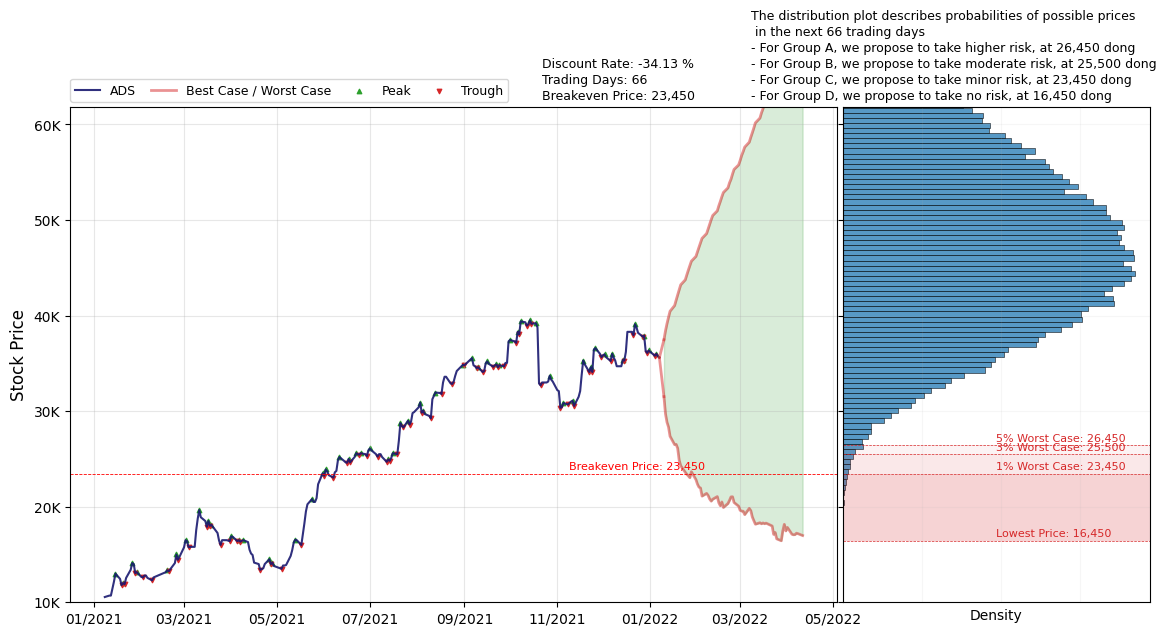 The distribution plot describes probabilities of possible prices
in the next 66 trading days
- For Group A, we propose to take higher risk, at 26,450 dong
- For Group B, we propose to take moderate risk, at 25,500 dong
- For Group C, we propose to take minor risk, at 23,450 dong
- For Group D, we propose to take no risk, at 16,450 dong
Discount Rate: -34.13 %
Trading Days: 66
Breakeven Price: 23,450
ADS
Best Case / Worst Case
Peak
Trough
Stock Price
60K
50K
40K
30K
20K
10K
Breakeven Price: 23,450
01/2021
03/2021
05/2021
07/2021
09/2021
11/2021
01/2022
03/2022
05/2022
5% Worst Case: 26,450
3% Worst Case: 25,500
1% Worst Case: 23,450
Lowest Price: 16,450
Density